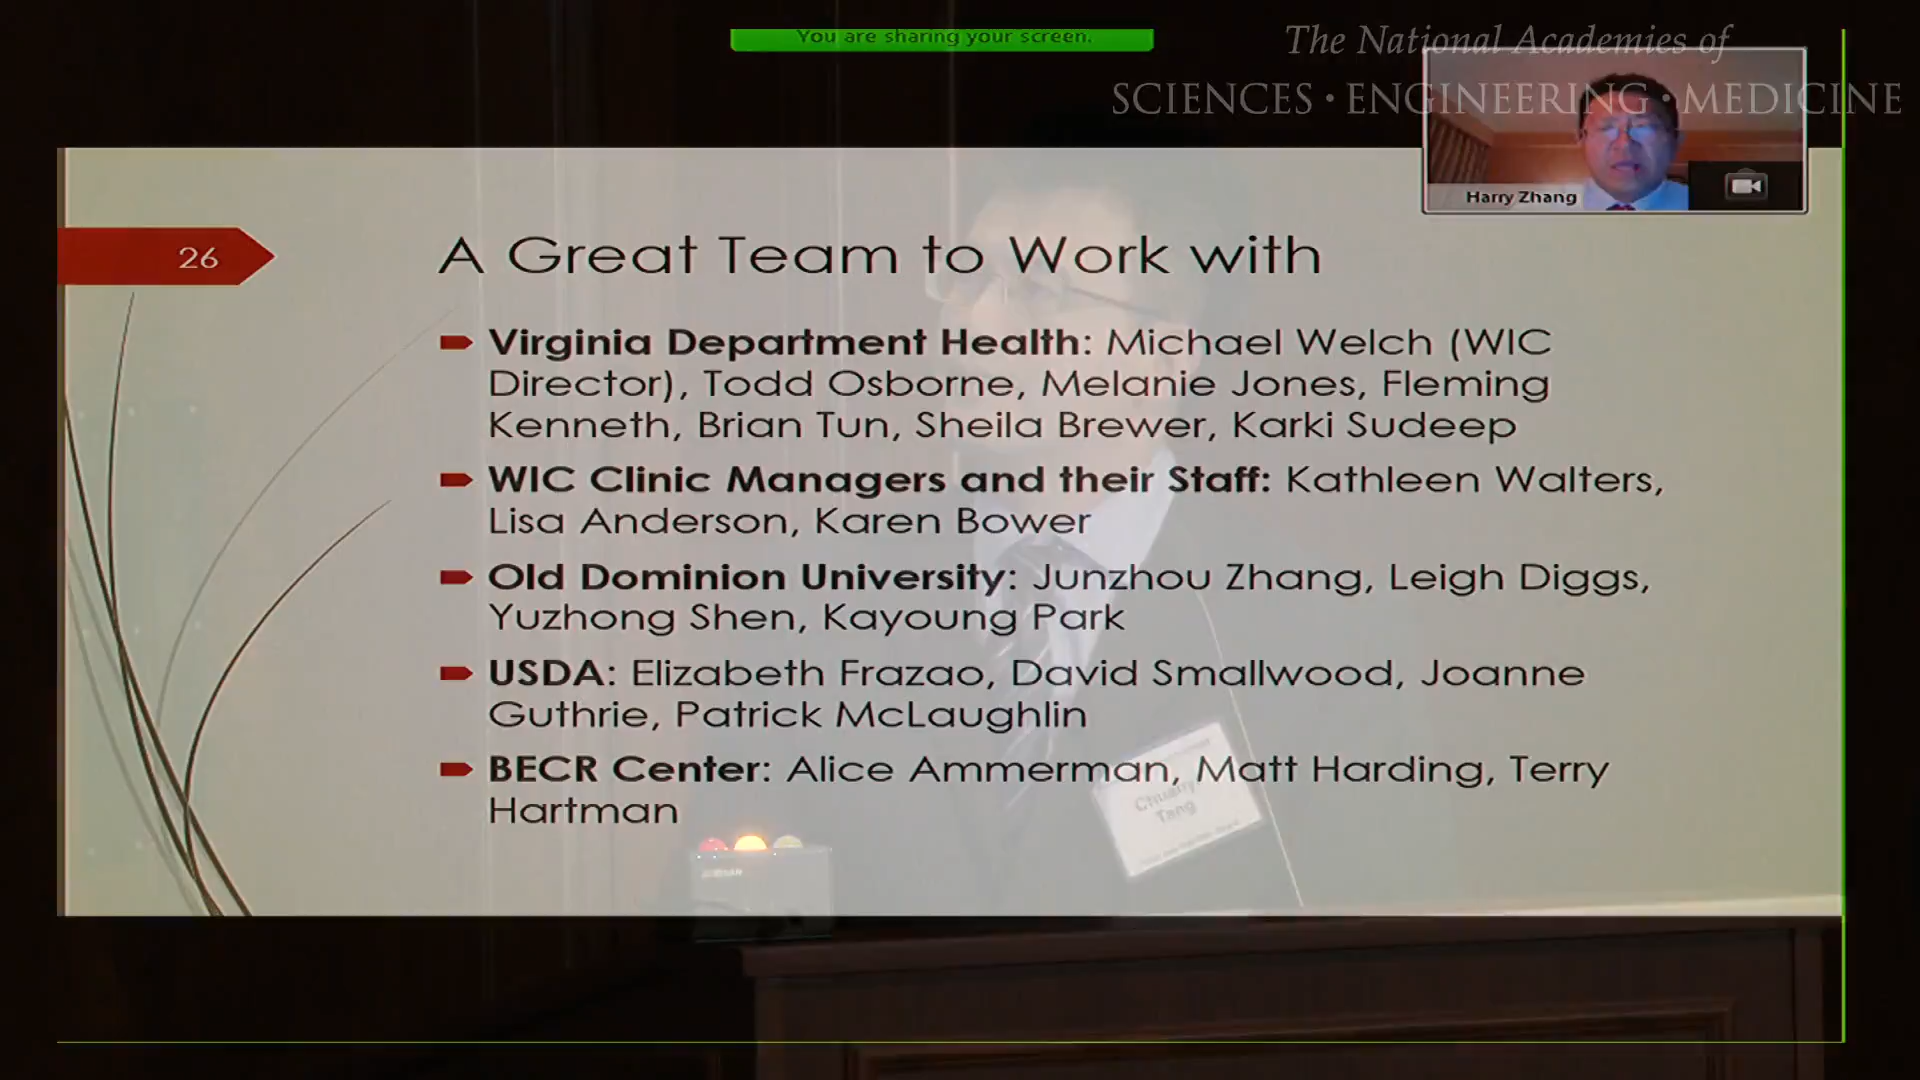 You are sharing your screen.
The National Academies of
SCIENCES • ENGINEERING • MEDICINE
Harry Zhang
26
A Great Team to Work with
Virginia Department Health: Michael Welch (WIC
Director), Todd Osborne, Melanie Jones, Fleming
Kenneth, Brian Tun, Sheila Brewer, Karki Sudeep
WIC Clinic Managers and their Staff: Kathleen Walters,
Lisa Anderson, Karen Bower
Old Dominion University: Junzhou Zhang, Leigh Diggs,
Yuzhong Shen, Kayoung Park
USDA: Elizabeth Frazao, David Smallwood, Joanne
Guthrie, Patrick McLaughlin
BECR Center: Alice Ammerman, Matt Harding, Terry
Hartman